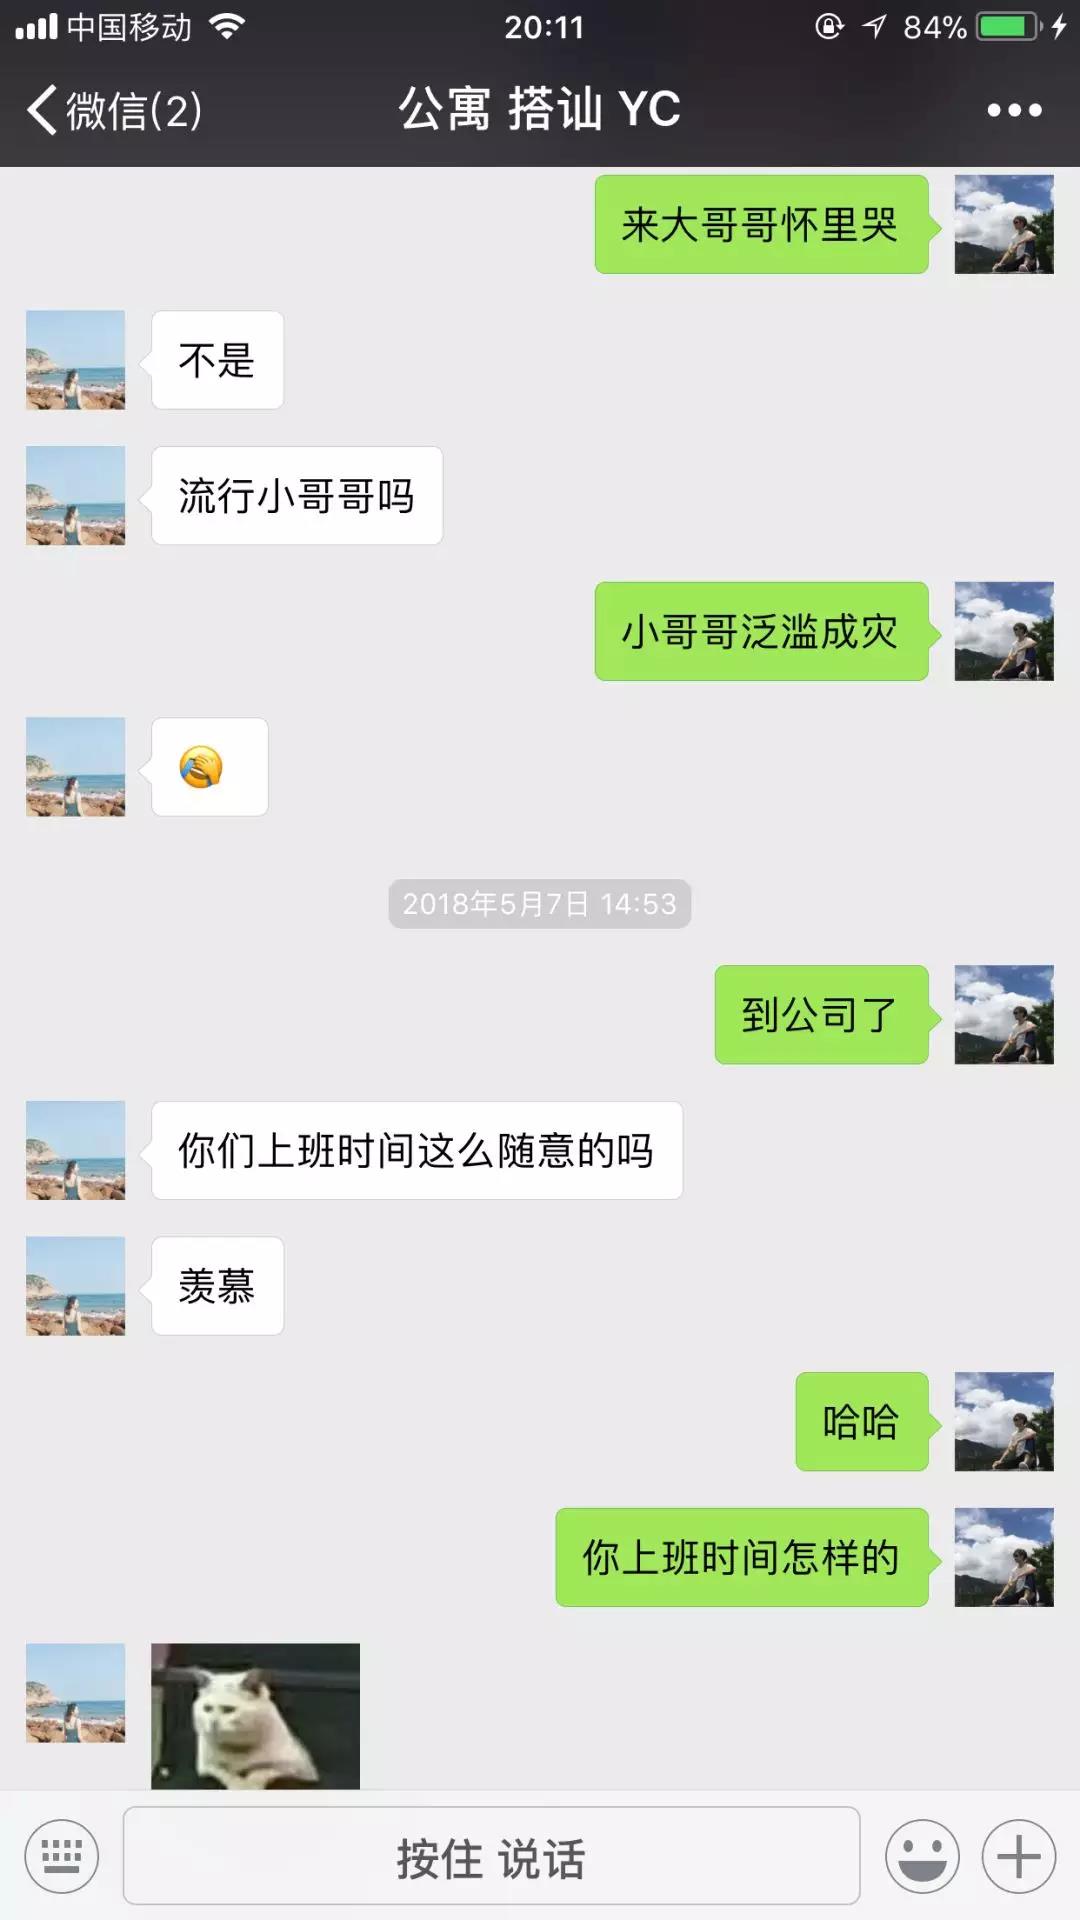 中国移动 20:11 84%
微信(2) 公寓 搭讪 YC
来大哥哥怀里哭
不是
流行小哥哥吗
小哥哥泛滥成灾
2018年5月7日 14:53
到公司了
你们上班时间这么随意的吗
羡慕
哈哈
你上班时间怎样的
按住 说话